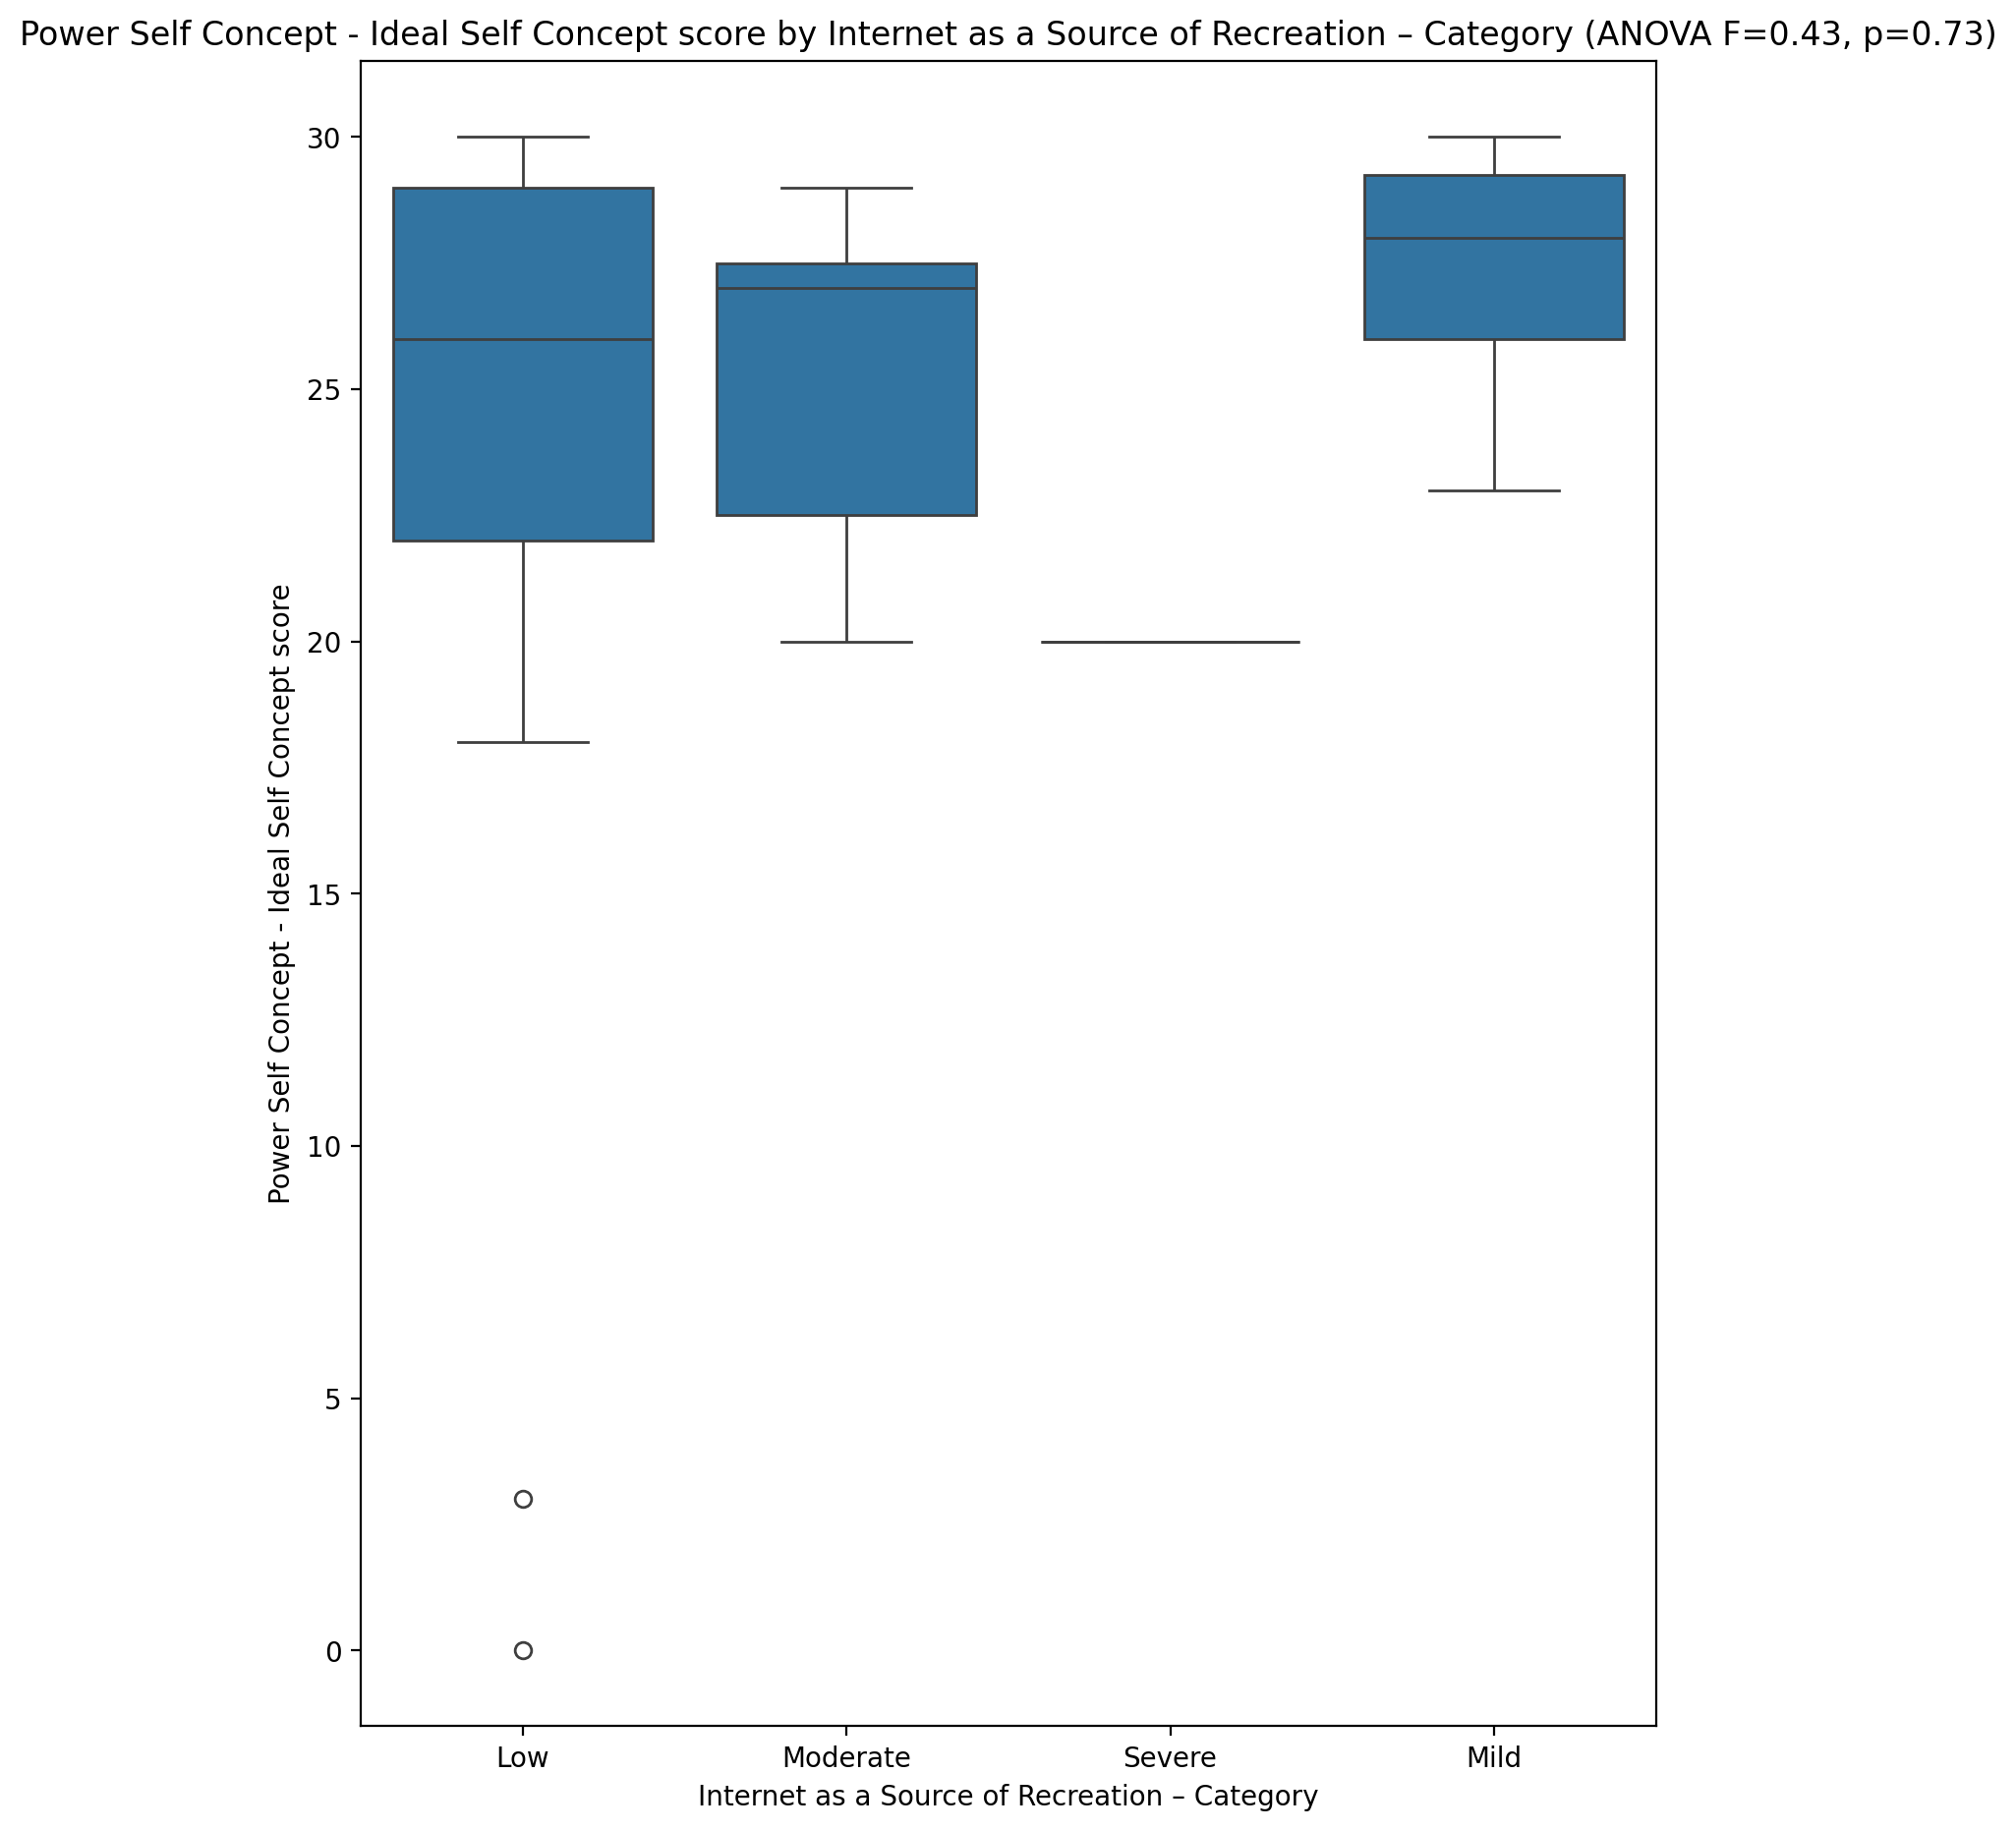 Power Self Concept - Ideal Self Concept score by Internet as a Source of Recreation – Category (ANOVA F=0.43, p=0.73)
Power Self Concept - Ideal Self Concept score
30
25
20
15
10
5
0
Low Moderate Severe Mild
Internet as a Source of Recreation – Category